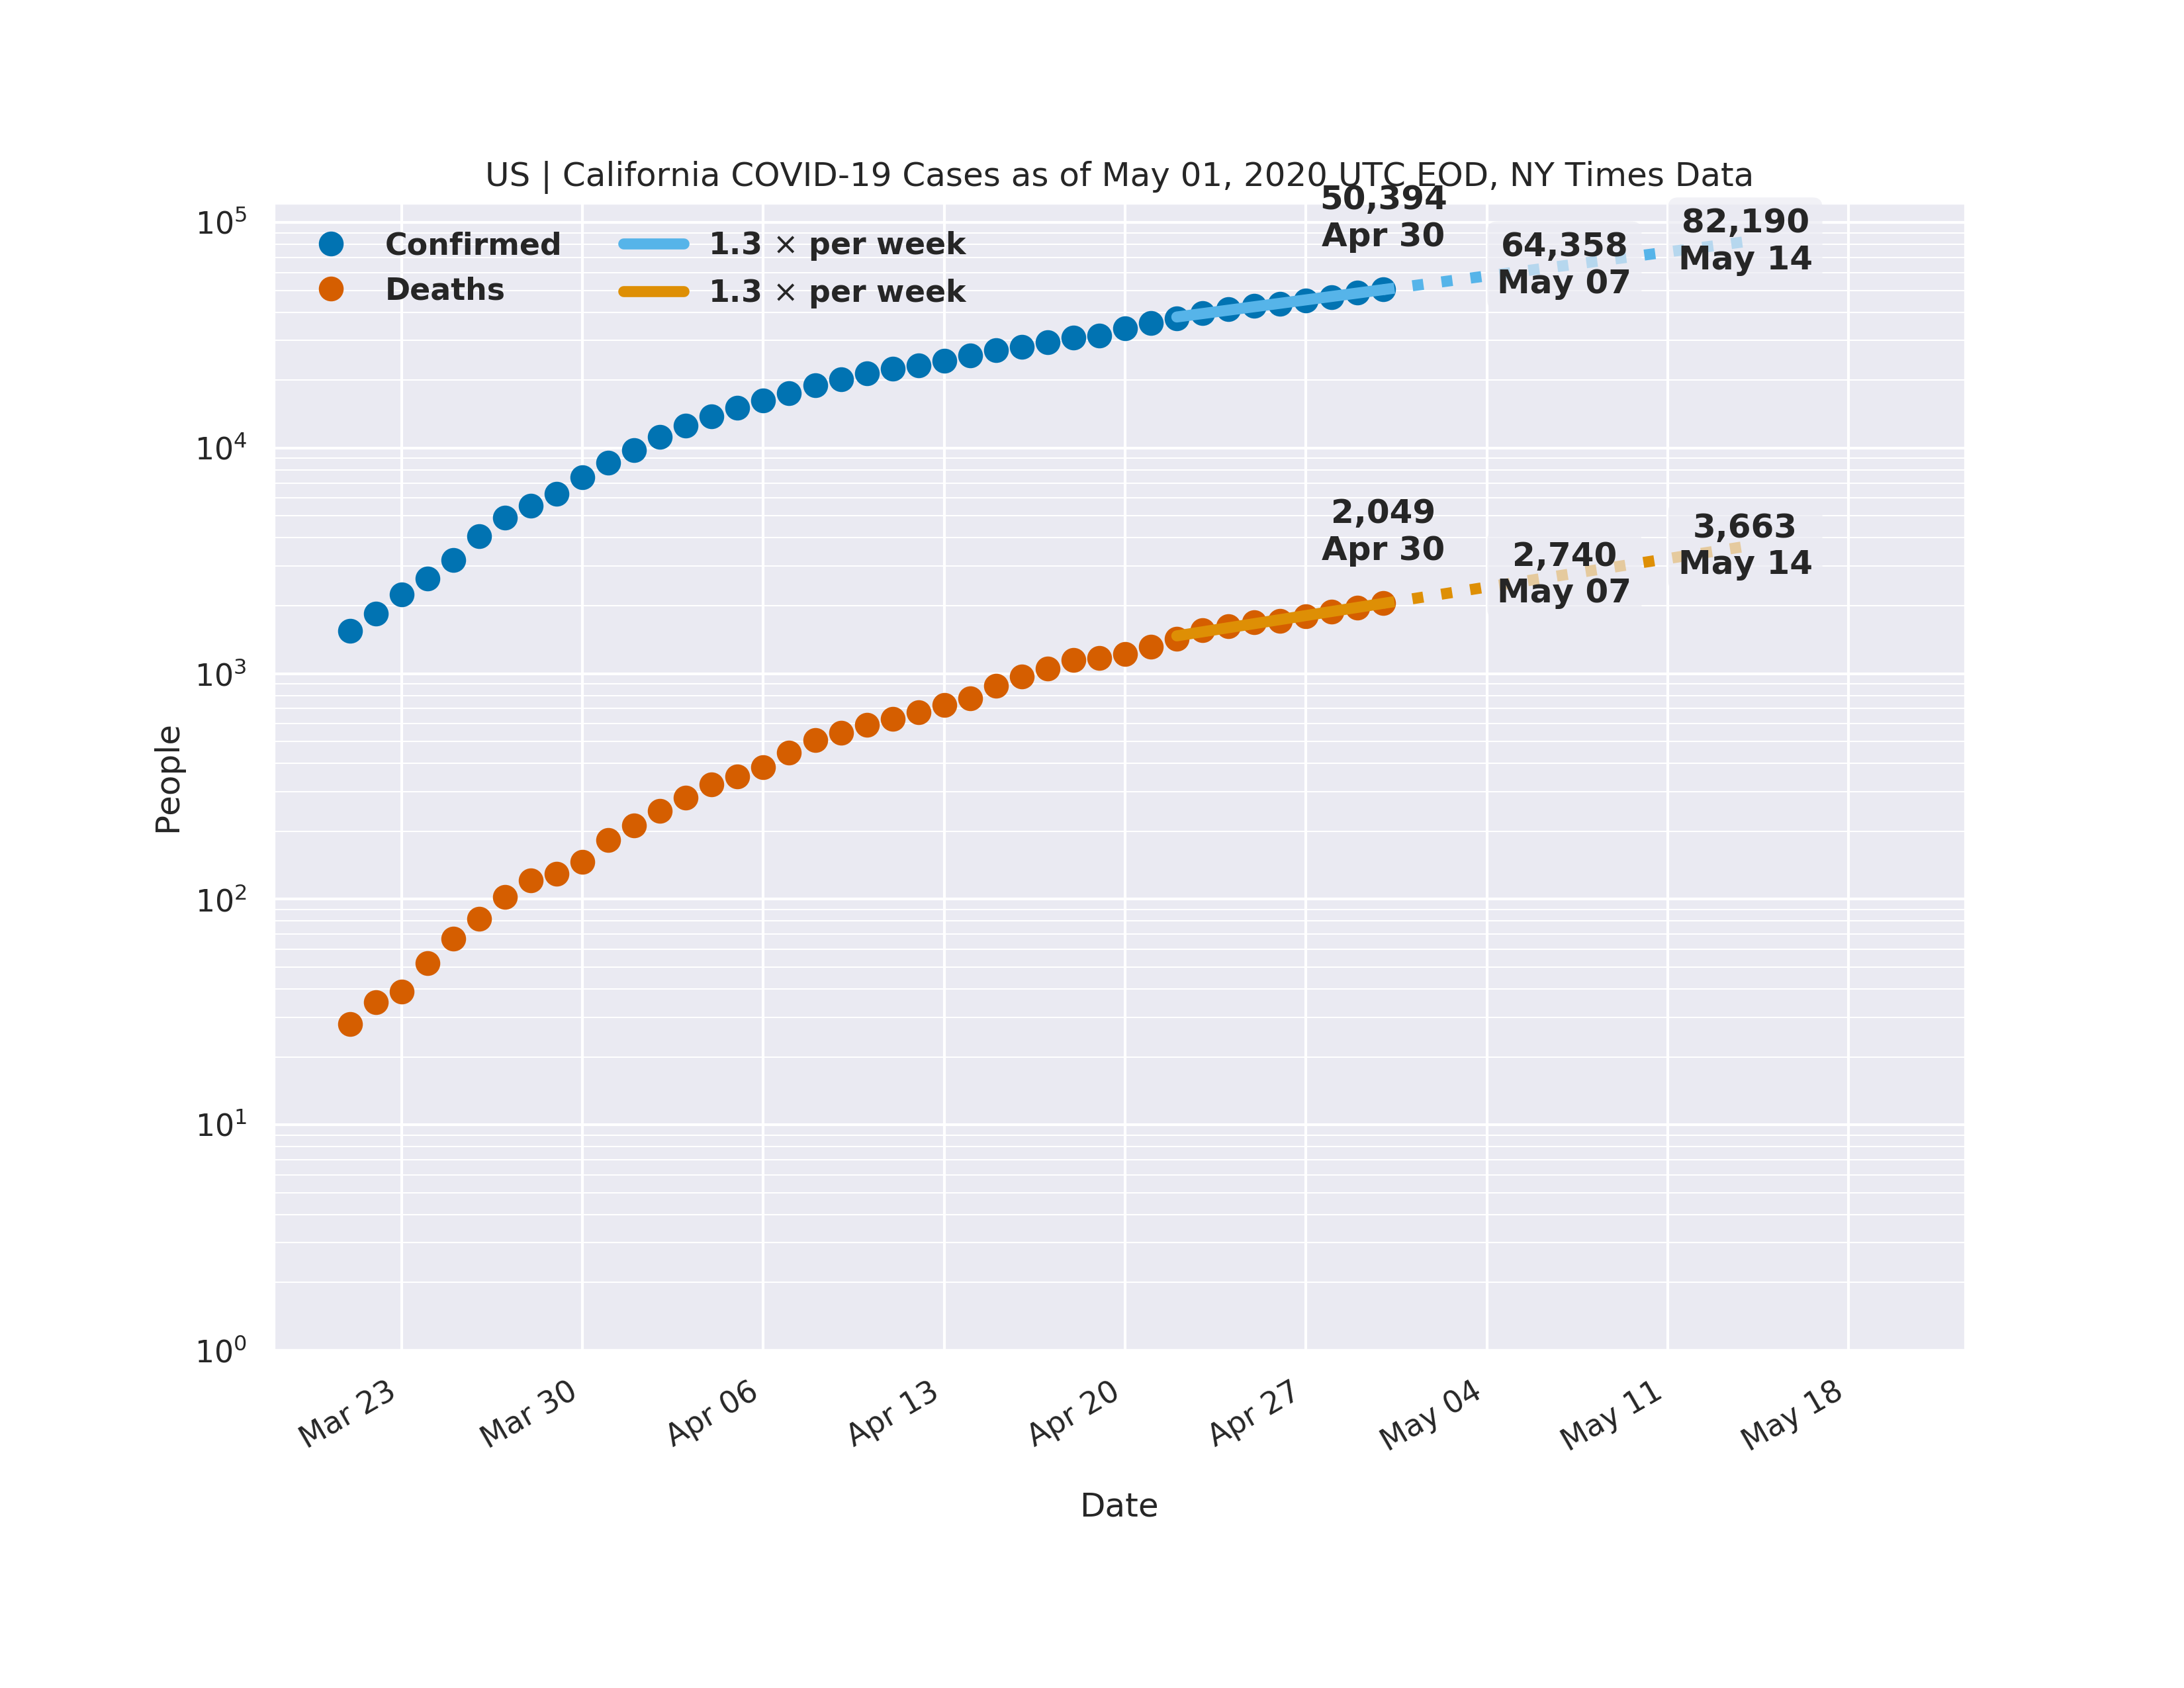 US | California COVID-19 Cases as of May 01, 2020 UTC EOD, NY Times Data
Confirmed
Deaths
1.3 × per week
1.3 × per week
50,394
Apr 30
64,358
May 07
82,190
May 14
2,049
Apr 30
2,740
May 07
3,663
May 14
10⁵
10⁴
10³
10²
10¹
10⁰
People
Mar 23
Mar 30
Apr 06
Apr 13
Apr 20
Apr 27
May 04
May 11
May 18
Date